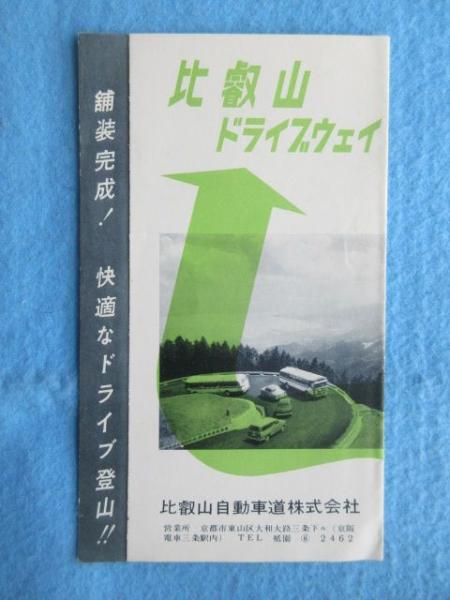 比叡山
ドライブウェイ
舗装完成! 快適なドライブ登山!!
比叡山自動車道株式会社
営業所 京都市東山区大和大路三条下ル(京阪
電車三条駅内) TEL 祇園 ⑥ 2462